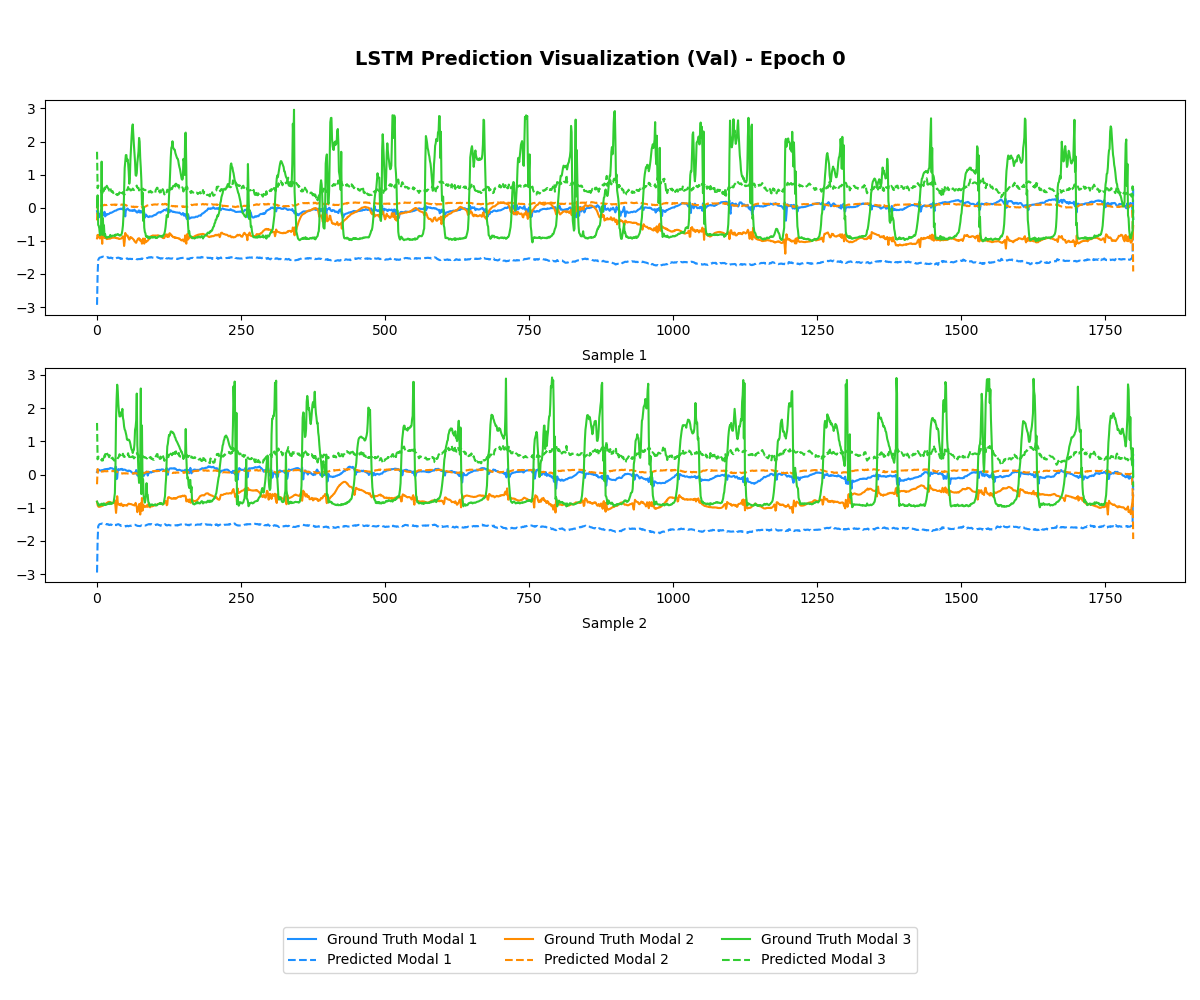 LSTM Prediction Visualization (Val) - Epoch 0
3
2
1
0
−1
−2
−3
0 250 500 750 1000 1250 1500 1750
Sample 1
3
2
1
0
−1
−2
−3
0 250 500 750 1000 1250 1500 1750
Sample 2
Ground Truth Modal 1 Ground Truth Modal 2 Ground Truth Modal 3
Predicted Modal 1 Predicted Modal 2 Predicted Modal 3